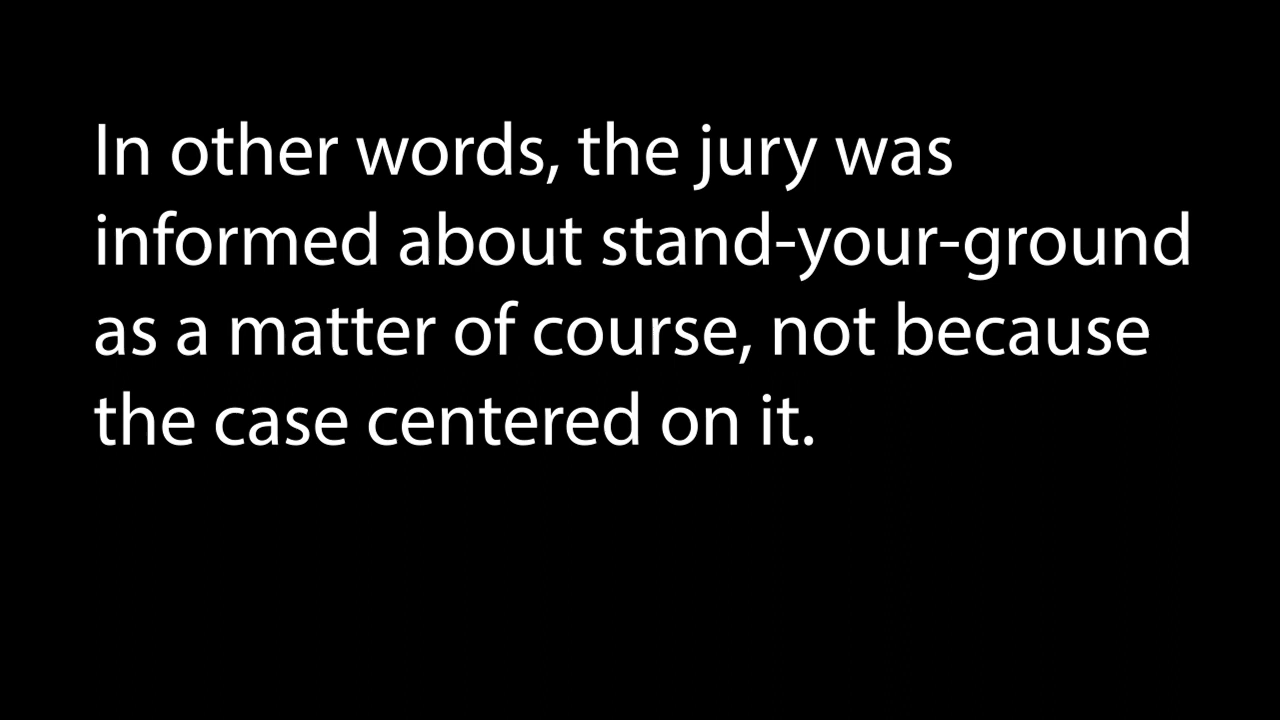 In other words, the jury was
informed about stand-your-ground
as a matter of course, not because
the case centered on it.